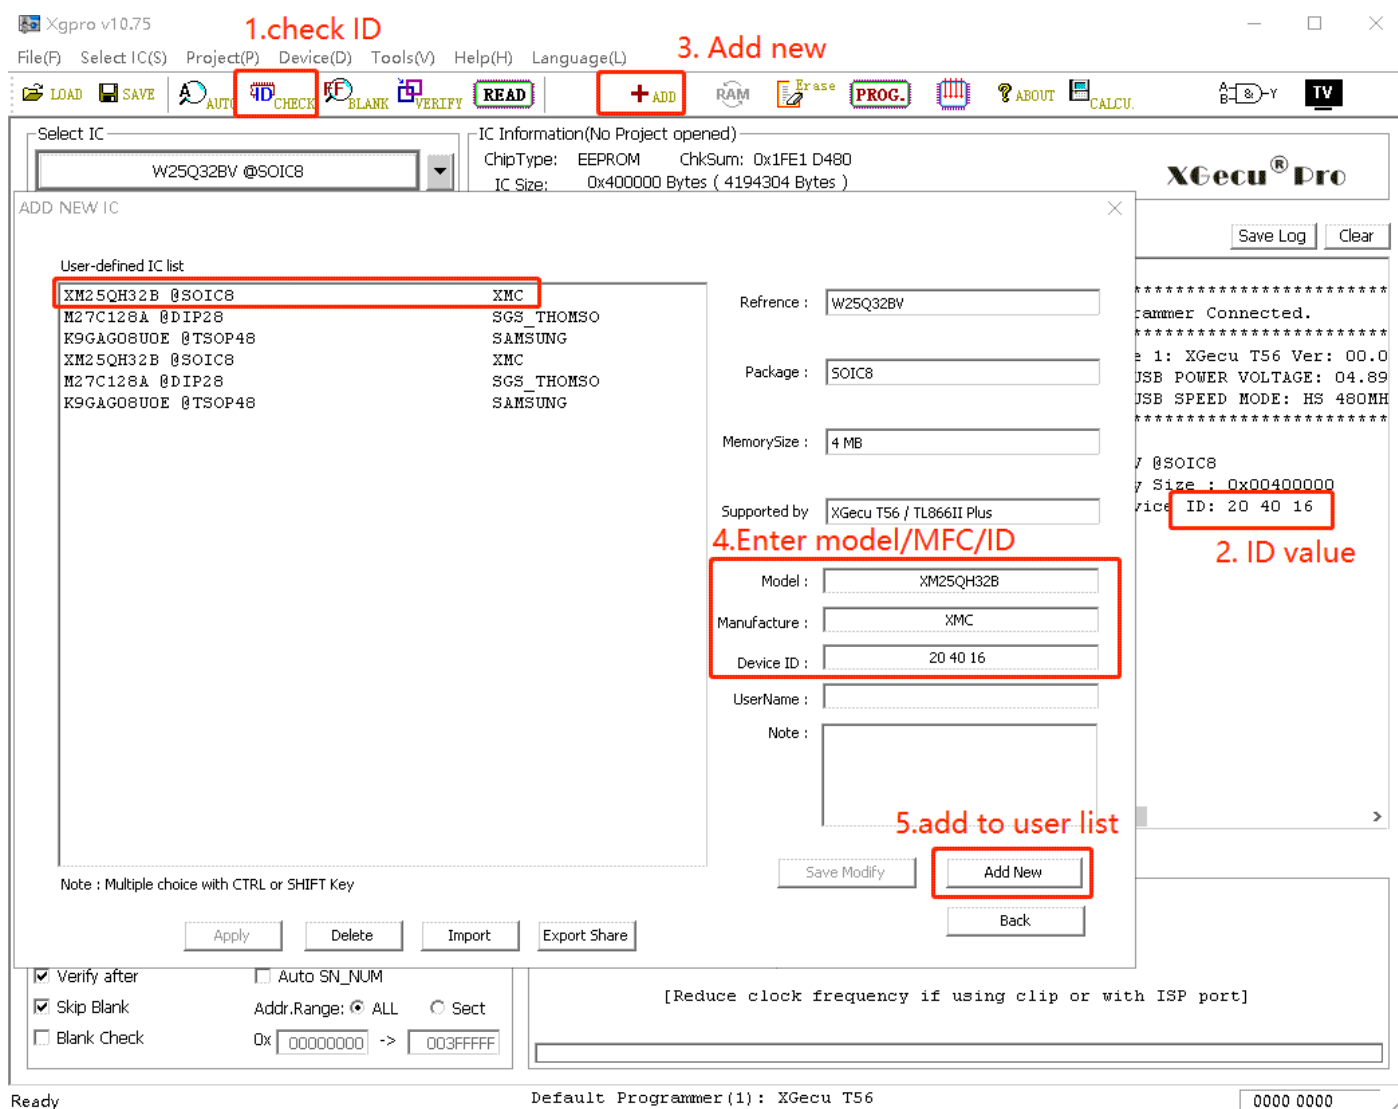 Xgpro v10.75
1.check ID
3. Add new
File(F) Select IC(S) Project(P) Device(D) Tools(V) Help(H) Language(L)
LOAD SAVE AUTO ID CHECK FF BLANK VERIFY READ ADD RAM Erase PROG. ? ABOUT CALCU. A B & Y TV
Select IC
W25Q32BV @SOIC8
IC Information(No Project opened)
ChipType: EEPROM ChkSum: 0x1FE1 D480
IC Size: 0x400000 Bytes ( 4194304 Bytes )
XGecu® Pro
ADD NEW IC
Save Log Clear
User-defined IC list
XM25QH32B @SOIC8 XMC
M27C128A @DIP28 SGS_THOMSO
K9GAG08U0E @TSOP48 SAMSUNG
XM25QH32B @SOIC8 XMC
M27C128A @DIP28 SGS_THOMSO
K9GAG08U0E @TSOP48 SAMSUNG
Refrence : W25Q32BV
Package : SOIC8
MemorySize : 4 MB
Supported by XGecu T56 / TL866II Plus
4.Enter model/MFC/ID
Model : XM25QH32B
Manufacture : XMC
Device ID : 20 40 16
UserName :
Note :
************************
rammer Connected.
************************
e 1: XGecu T56 Ver: 00.0
USB POWER VOLTAGE: 04.89
USB SPEED MODE: HS 480MH
************************
V @SOIC8
y Size : 0x00400000
vice ID: 20 40 16
2. ID value
5.add to user list
Save Modify Add New
Back
Note : Multiple choice with CTRL or SHIFT Key
Apply Delete Import Export Share
Verify after Auto SN_NUM
Skip Blank Addr.Range: ALL Sect
Blank Check 0x 00000000 -> 003FFFFF
[Reduce clock frequency if using clip or with ISP port]
Ready Default Programmer(1): XGecu T56 0000 0000